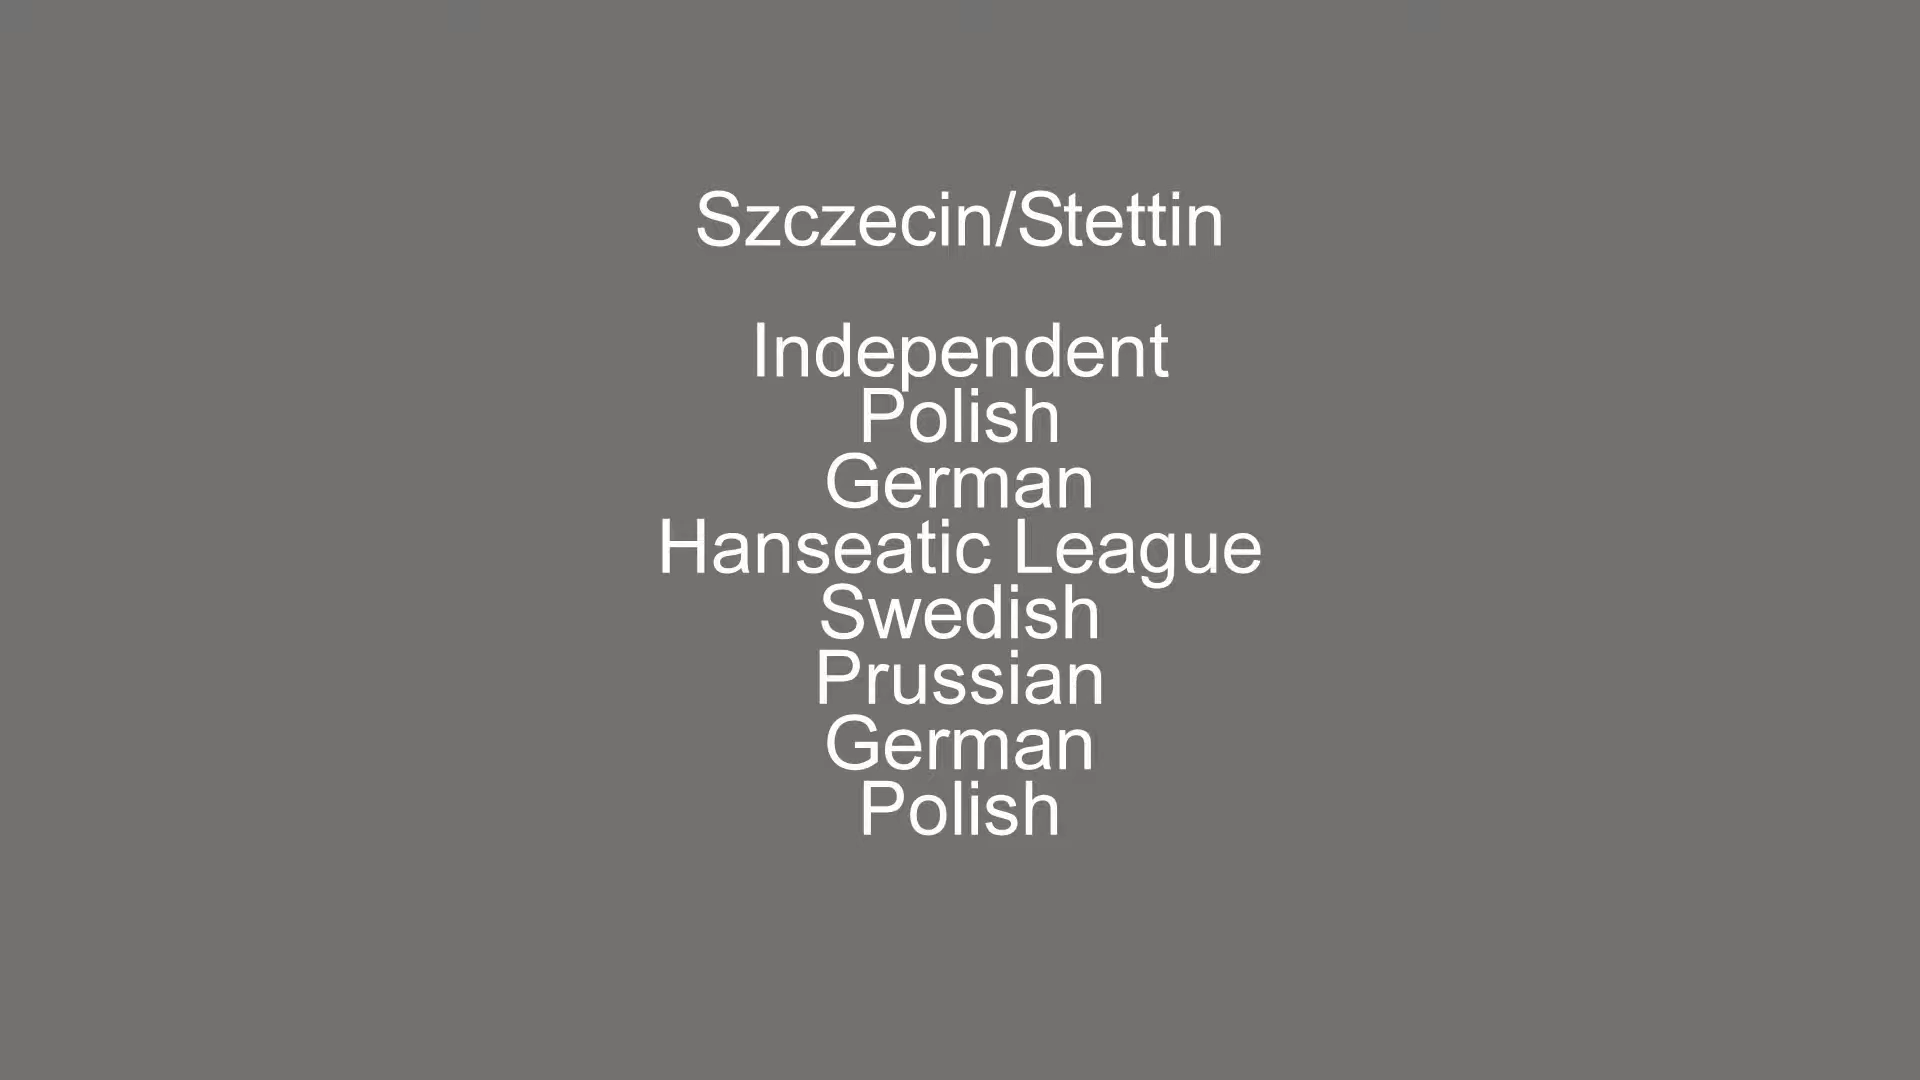 Szczecin/Stettin
Independent
Polish
German
Hanseatic League
Swedish
Prussian
German
Polish